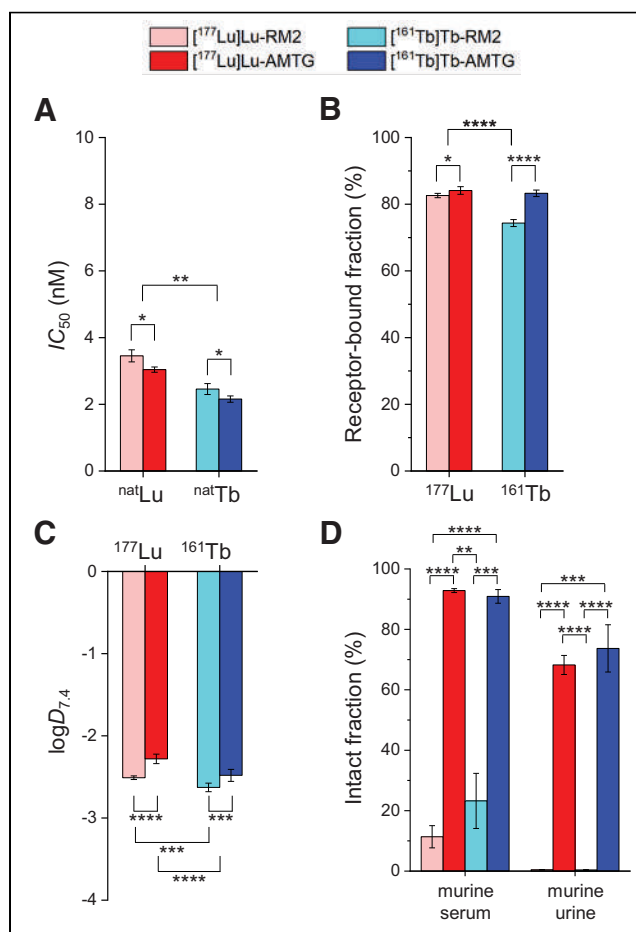 [¹⁷⁷Lu]Lu-RM2 [¹⁶¹Tb]Tb-RM2
[¹⁷⁷Lu]Lu-AMTG [¹⁶¹Tb]Tb-AMTG
A
IC₅₀ (nM)
10
8
6
4
2
0
**
*
*
ⁿᵃᵗLu ⁿᵃᵗTb
B
Receptor-bound fraction (%)
100
80
60
40
20
0
****
* ****
¹⁷⁷Lu ¹⁶¹Tb
C
¹⁷⁷Lu ¹⁶¹Tb
logD₇.₄
0
-1
-2
-3
-4
**** ***
***
****
D
Intact fraction (%)
100
80
60
40
20
0
****
**
**** ***
***
**** ****
****
murine murine
serum urine